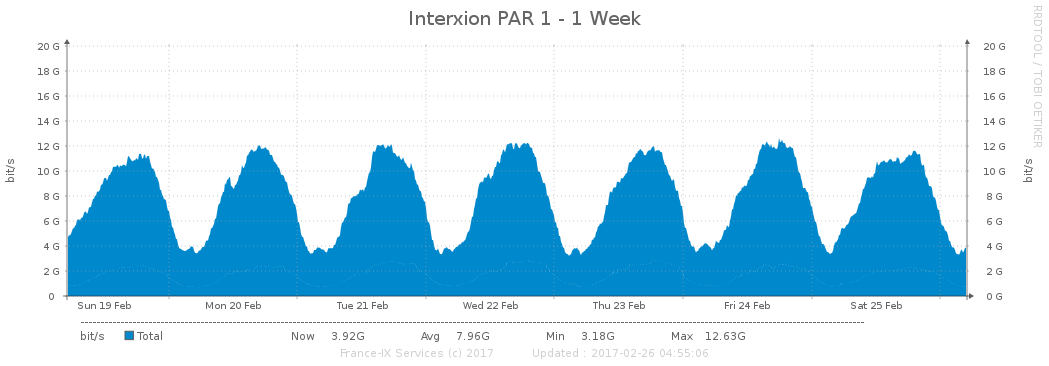 Interxion PAR 1 - 1 Week
RRDTOOL / TOBI OETIKER
bit/s
20 G 20 G
18 G 18 G
16 G 16 G
14 G 14 G
12 G 12 G
10 G 10 G
8 G 8 G
6 G 6 G
4 G 4 G
2 G 2 G
0 0 G
bit/s
Sun 19 Feb Mon 20 Feb Tue 21 Feb Wed 22 Feb Thu 23 Feb Fri 24 Feb Sat 25 Feb
bit/s Total Now 3.92G Avg 7.96G Min 3.18G Max 12.63G
France-IX Services (c) 2017 Updated : 2017-02-26 04:55:06